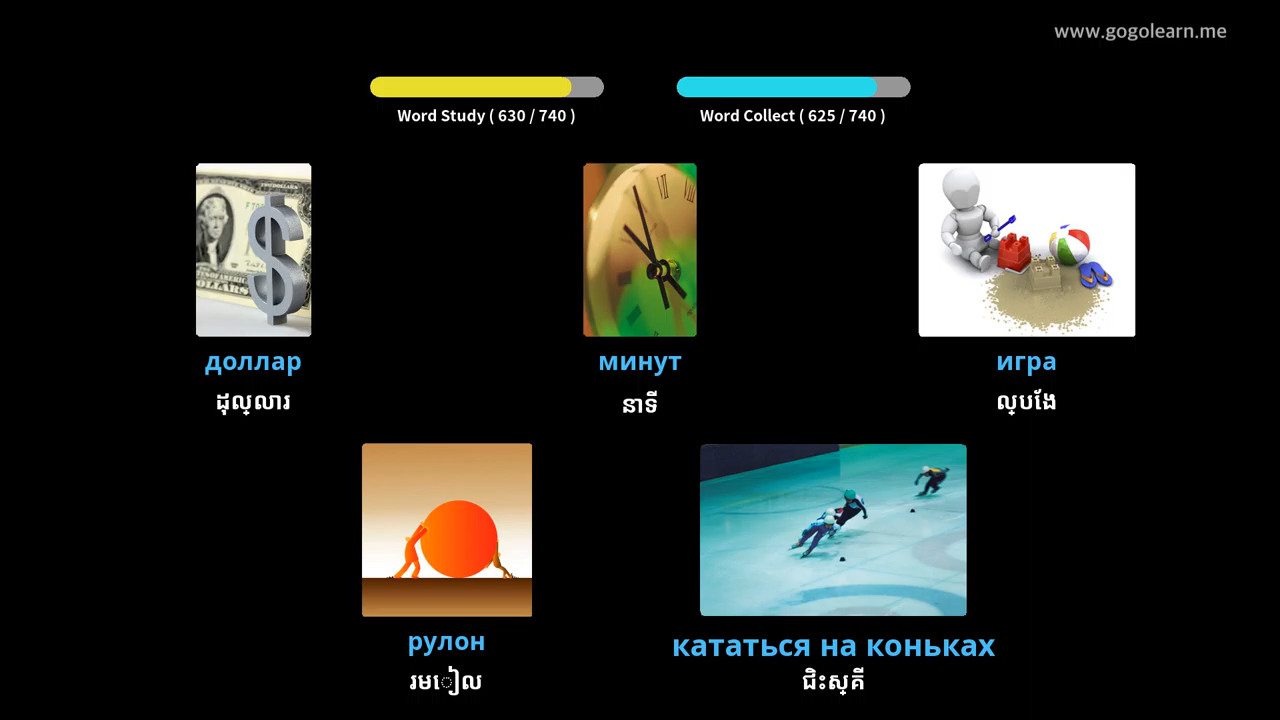 www.gogolearn.me
Word Study ( 630 / 740 )
Word Collect ( 625 / 740 )
доллар
минут
игра
ដុល្លារ
នាទី
ល្បែង
рулон
кататься на коньках
រមៀល
ជិះស្គី